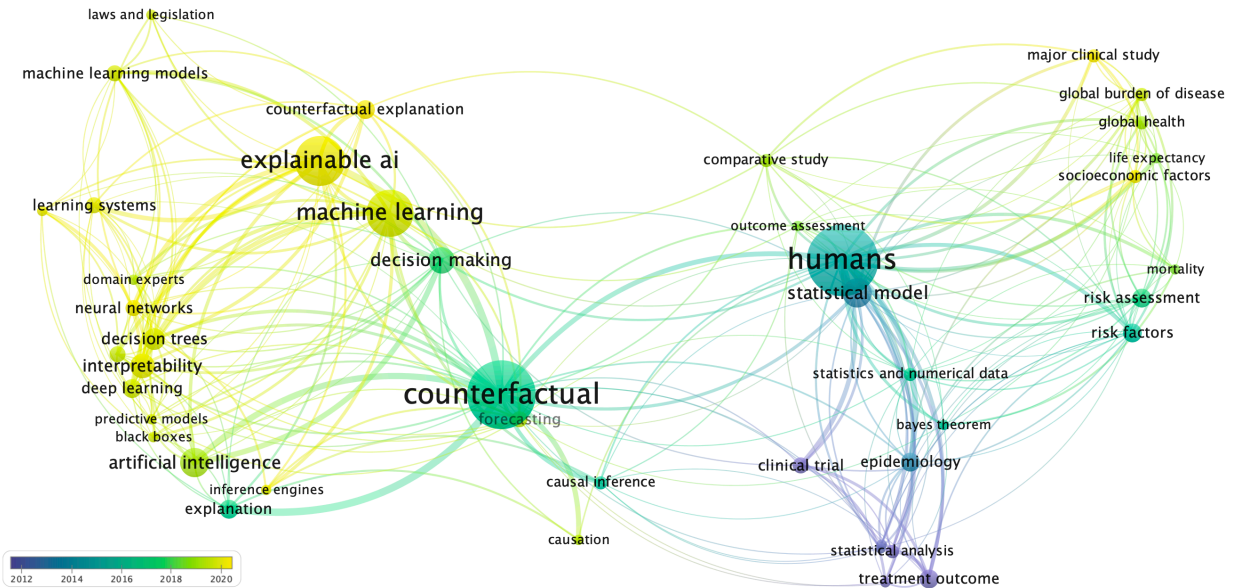 laws and legislation
machine learning models
major clinical study
global burden of disease
counterfactual explanation
global health
explainable ai
comparative study
life expectancy
socioeconomic factors
learning systems
machine learning
outcome assessment
decision making
humans
mortality
domain experts
statistical model
risk assessment
neural networks
risk factors
decision trees
interpretability
statistics and numerical data
deep learning
counterfactual
predictive models
forecasting
bayes theorem
black boxes
artificial intelligence
clinical trial
epidemiology
causal inference
inference engines
explanation
causation
statistical analysis
treatment outcome
2012 2014 2016 2018 2020